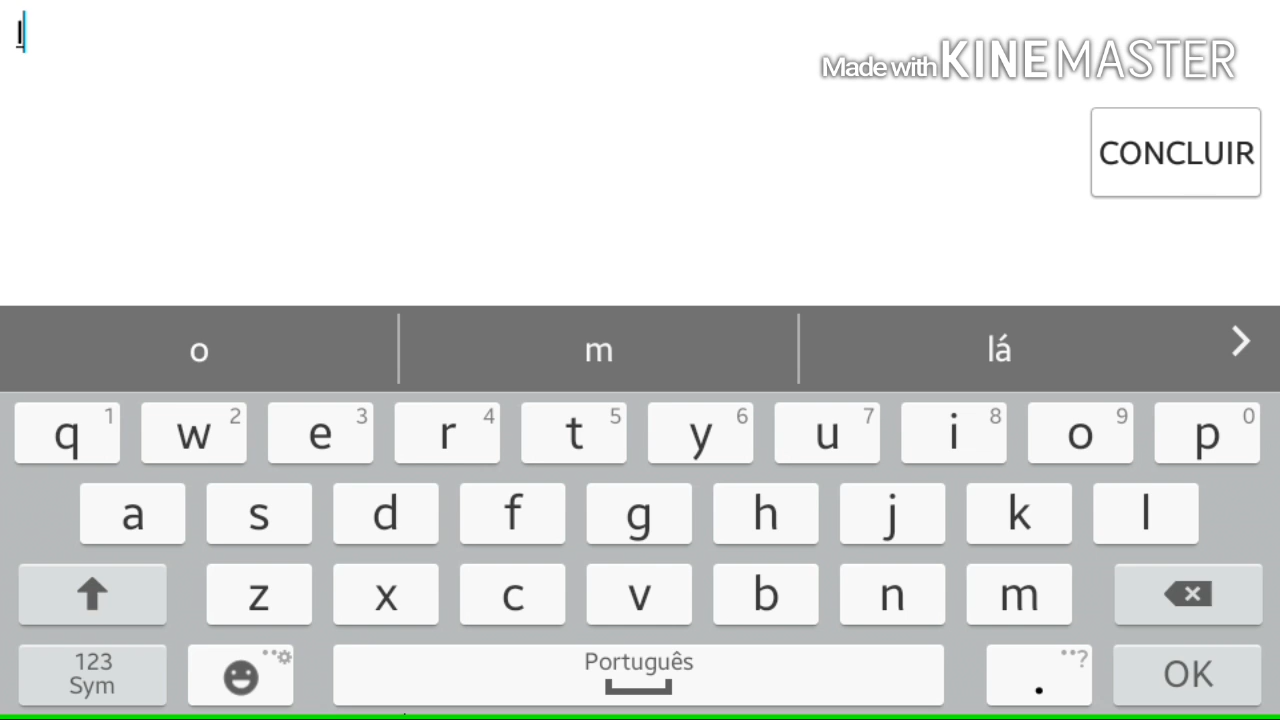 l
Made with KINEMASTER
CONCLUIR
o m lá
q 1 w 2 e 3 r 4 t 5 y 6 u 7 i 8 o 9 p 0
a s d f g h j k l
z x c v b n m
123 Português ?
Sym . OK